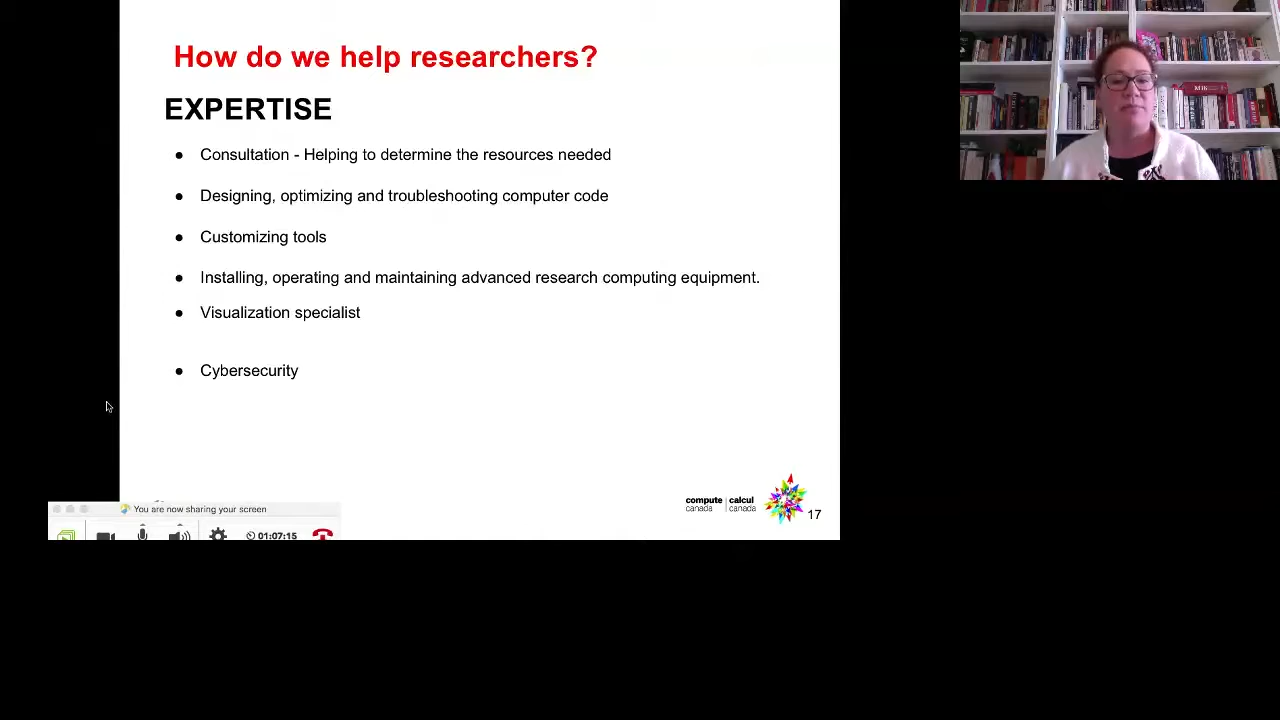 How do we help researchers?
EXPERTISE
● Consultation - Helping to determine the resources needed
● Designing, optimizing and troubleshooting computer code
● Customizing tools
● Installing, operating and maintaining advanced research computing equipment.
● Visualization specialist
● Cybersecurity
compute | calcul
canada | canada
17
You are now sharing your screen
01:07:15